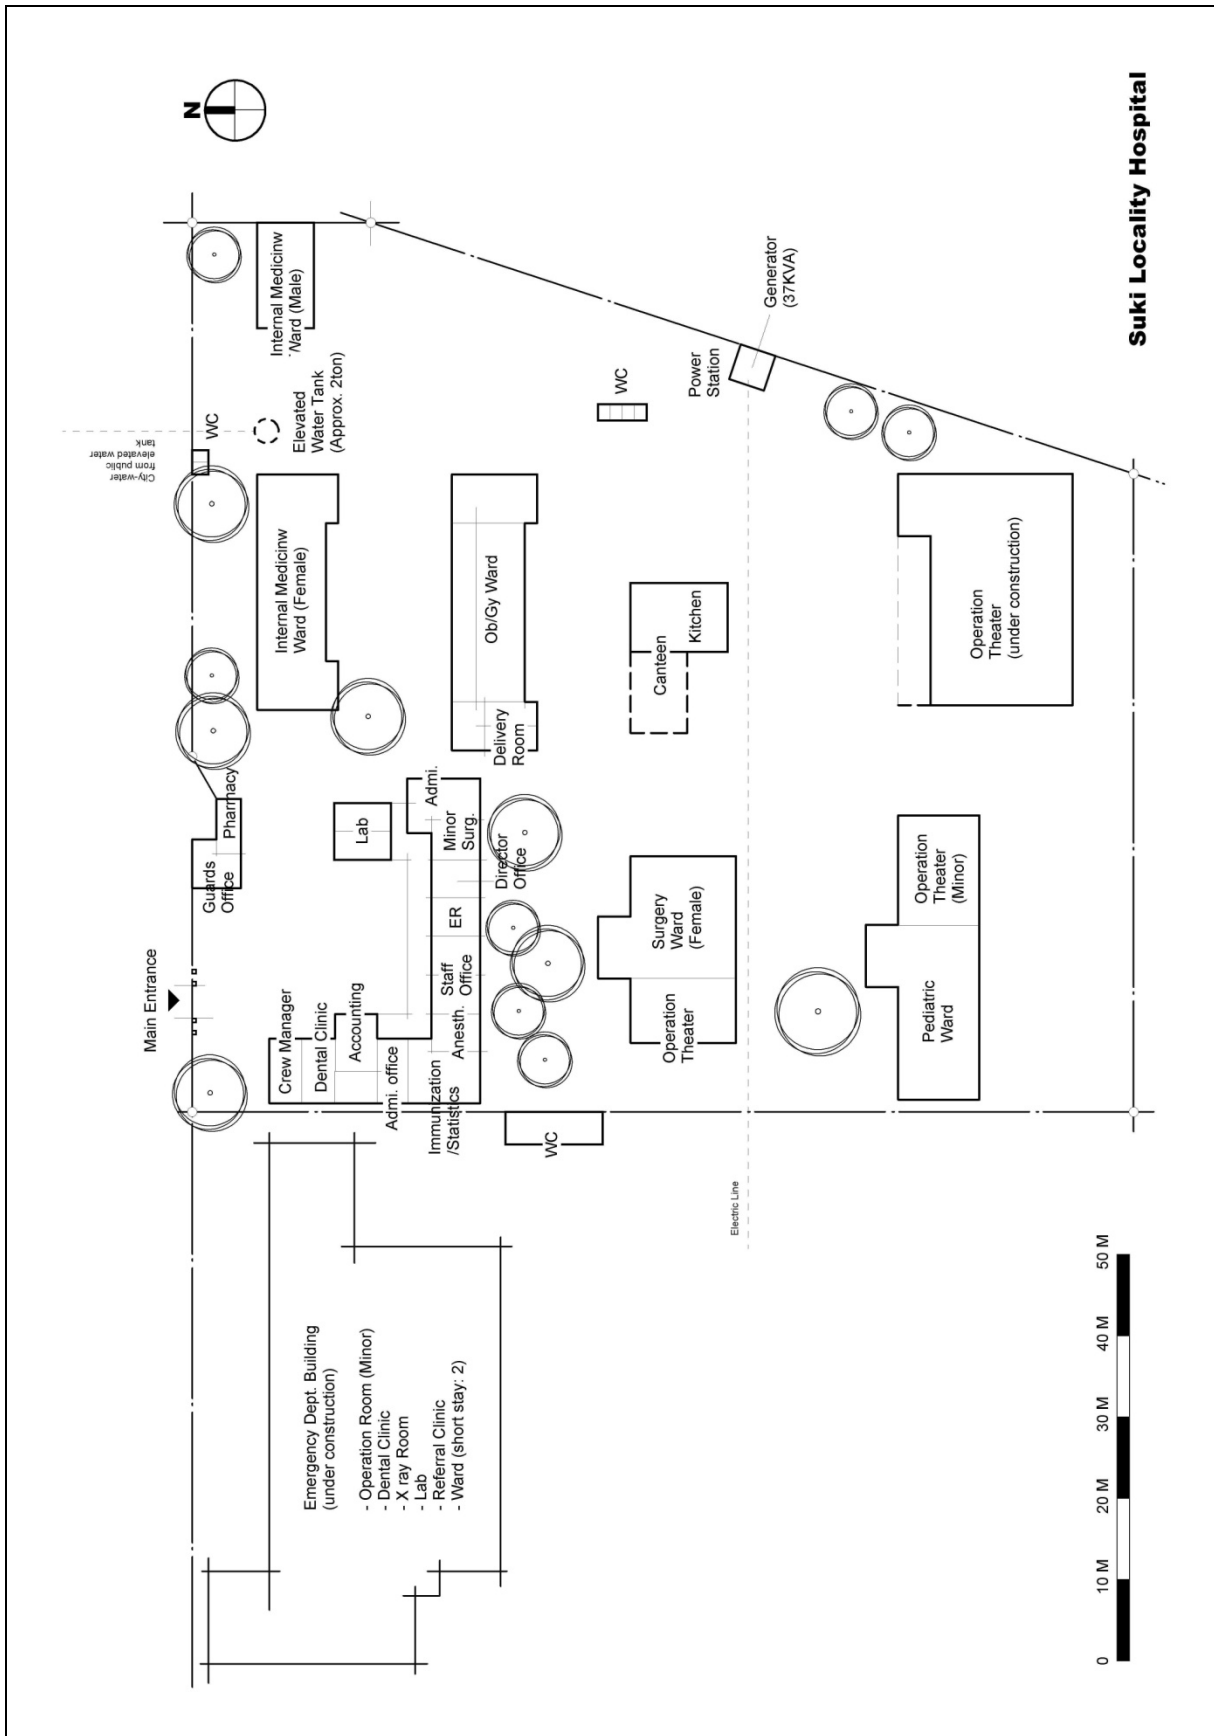 N
City-water
from public
elevated water
tank
Main Entrance
Guards
Office
Pharmacy
WC
Elevated
Water Tank
(Approx. 2ton)
Internal Medicinw
Ward (Male)
Internal Medicinw
Ward (Female)
Crew Manager
Dental Clinic
Accounting
Admi. office
Immunization
/Statistics
Anesth.
Staff
Office
ER
Director
Office
Minor
Surg.
Admi.
Lab
Delivery
Room
Ob/Gy Ward
WC
WC
Operation
Theater
Surgery
Ward
(Female)
Canteen
Kitchen
Power
Station
Generator
(37KVA)
Electric Line
Pediatric
Ward
Operation
Theater
(Minor)
Operation
Theater
(under construction)
Emergency Dept. Building
(under construction)
- Operation Room (Minor)
- Dental Clinic
- X ray Room
- Lab
- Referral Clinic
- Ward (short stay: 2)
0 10 M 20 M 30 M 40 M 50 M
Suki Locality Hospital